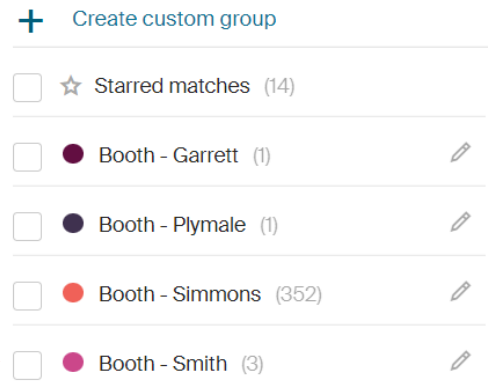 Create custom group
Starred matches (14)
Booth - Garrett (1)
Booth - Plymale (1)
Booth - Simmons (352)
Booth - Smith (3)